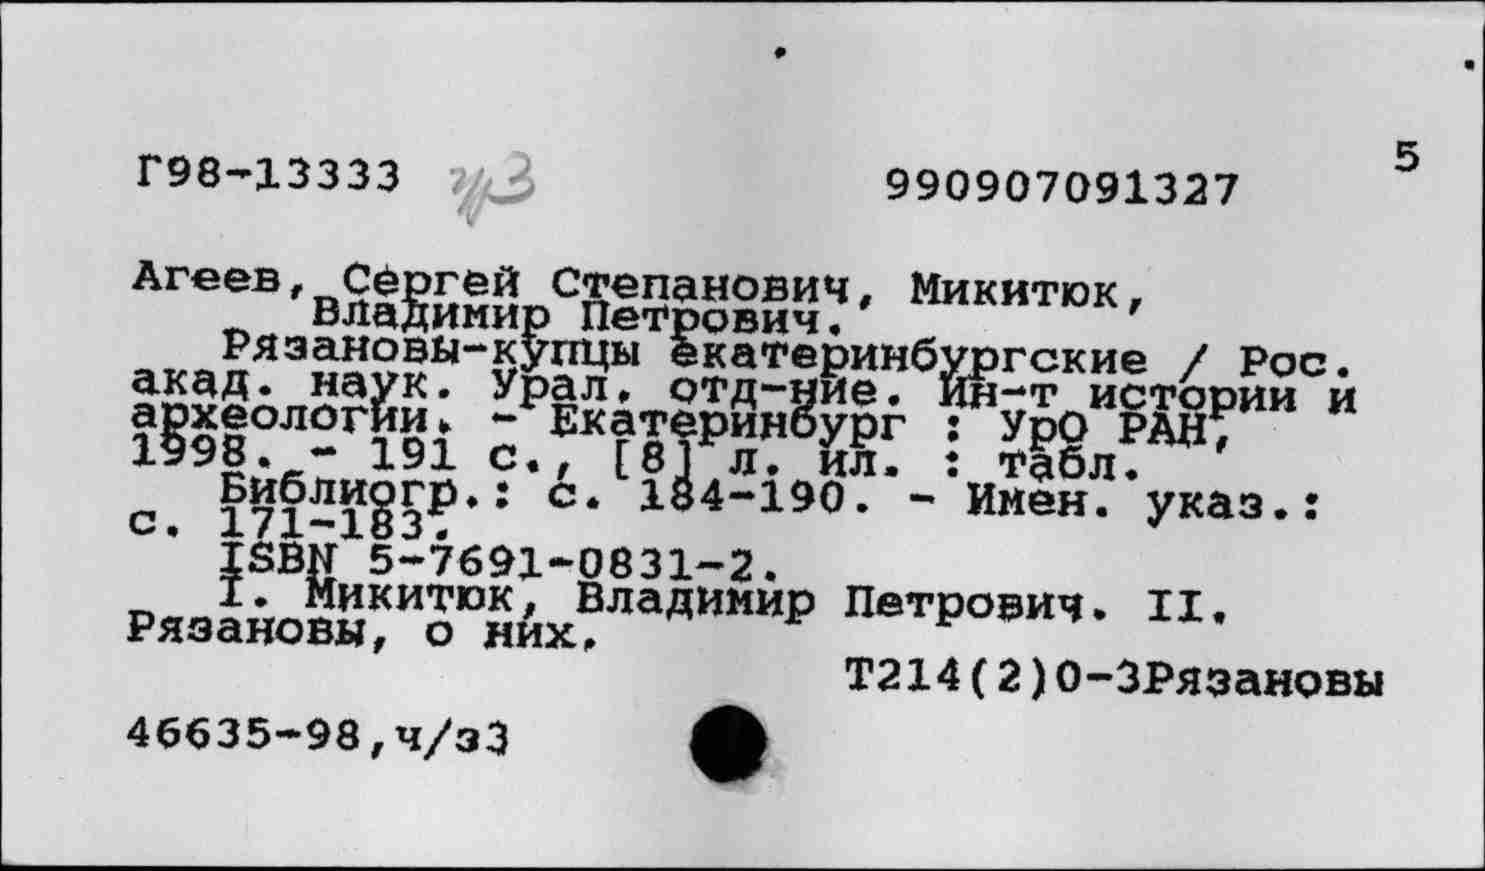 5
Г98-13333 990907091327
Агеев, Сергей Степанович, Микитюк,
Владимир Петрович.
Рязановы-купцы екатеринбургские / Рос.
акад. наук. Урал. отд-ние. Ин-т истории и
археологии. - Екатеринбург : УрО РАН,
1998. - 191 с., [8] л. ил. : табл.
Библиогр.: с. 184-190. - Имен. указ.:
с. 171-183.
ISBN 5-7691-0831-2.
I. Микитюк, Владимир Петрович. II.
Рязановы, о них.
Т214(2)0-3Рязановы
46635-98,ч/з3